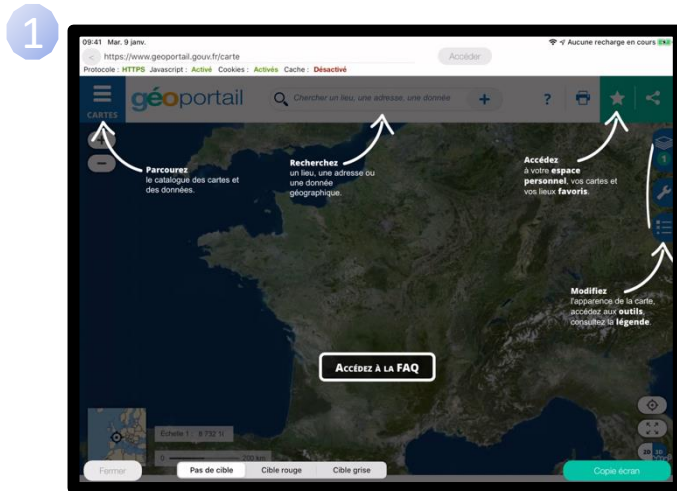 1
09:41 Mar. 9 janv.
Aucune recharge en cours
https://www.geoportail.gouv.fr/carte
Accéder
Protocole : HTTPS Javascript : Activé Cookies : Activés Cache : Désactivé
CARTES
géoportail
Chercher un lieu, une adresse, une donnée
+
?
+
−
1
Parcourez
le catalogue des cartes et
des données.
Recherchez
un lieu, une adresse ou
une donnée
géographique.
Accédez
à votre espace
personnel, vos cartes et
vos lieux favoris.
Modifiez
l'apparence de la carte,
accédez aux outils,
consultez la légende.
ACCÉDEZ À LA FAQ
Échelle 1 :
0
200 km
2D 3D
Fermer
Pas de cible
Cible rouge
Cible grise
Copie écran